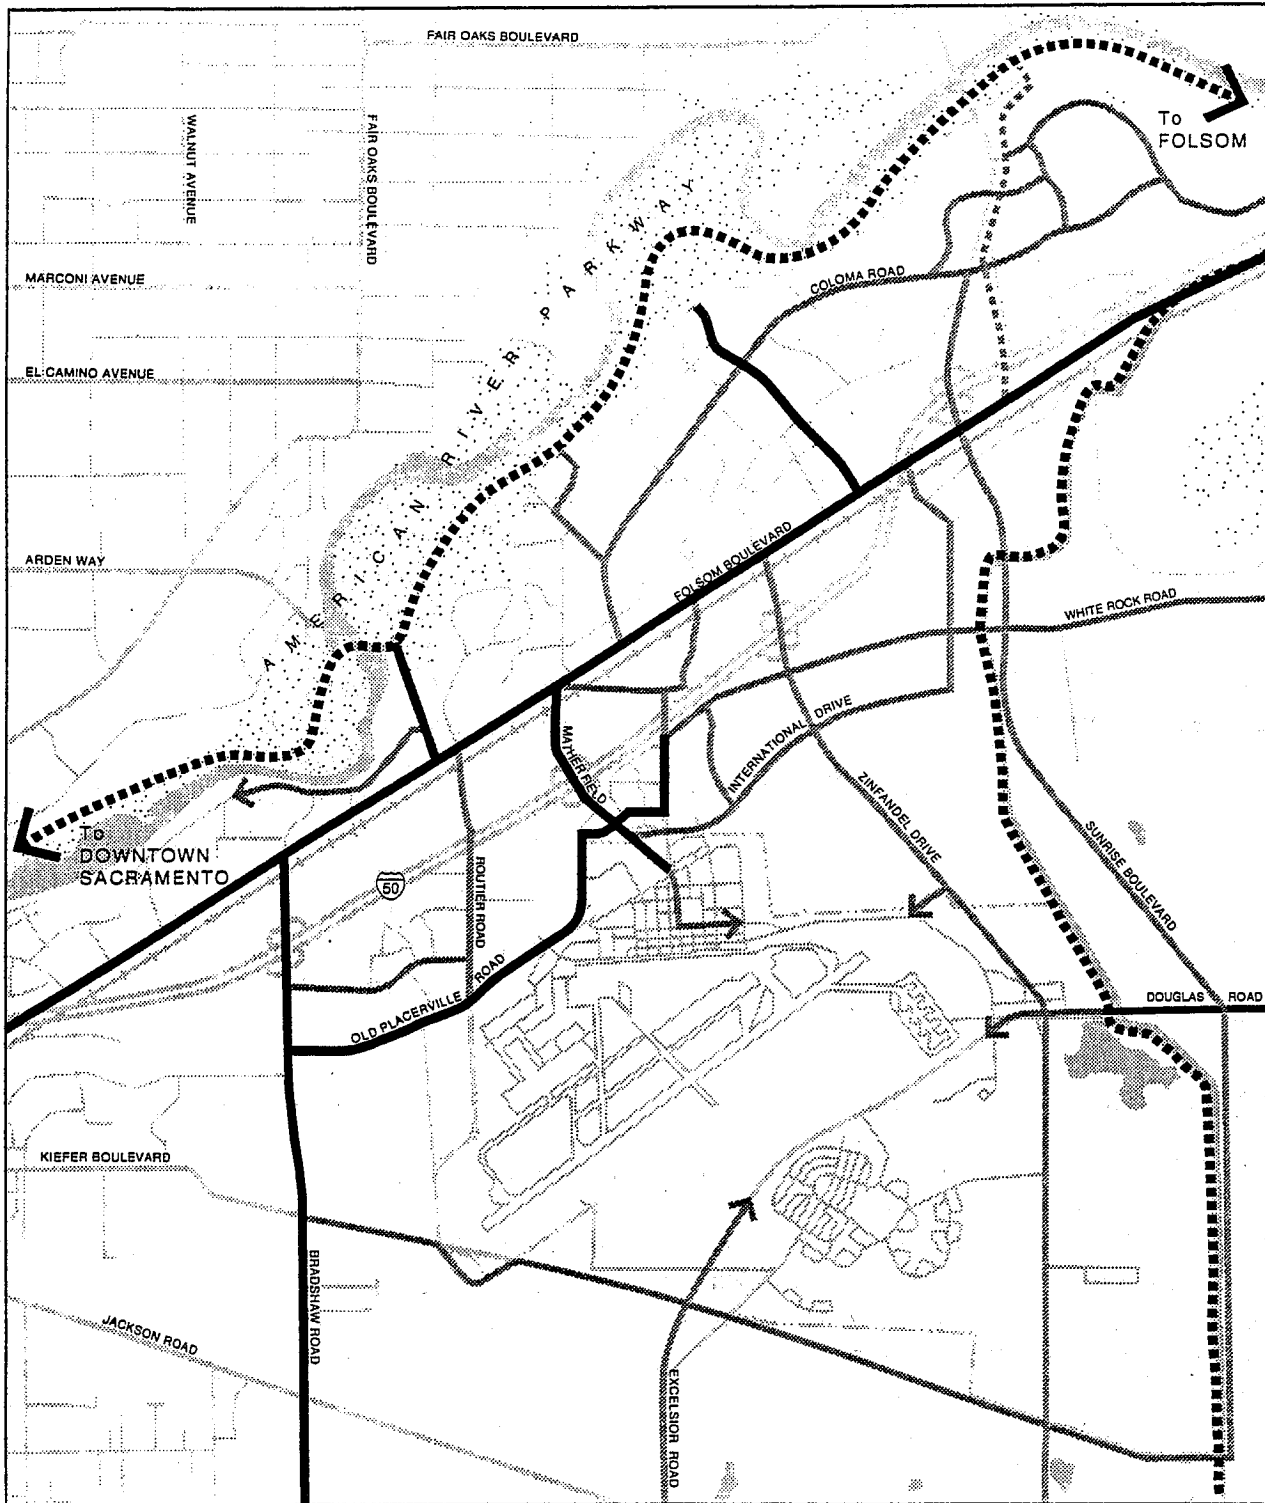 FAIR OAKS BOULEVARD
To
FOLSOM
WALNUT AVENUE
FAIR OAKS BOULEVARD
AMERICAN RIVER PARKWAY
MARCONI AVENUE
COLOMA ROAD
EL CAMINO AVENUE
FOLSOM BOULEVARD
ARDEN WAY
WHITE ROCK ROAD
MATHER FIELD
INTERNATIONAL DRIVE
ZINFANDEL DRIVE
SUNRISE BOULEVARD
To
DOWNTOWN
SACRAMENTO
50
ROUTIER ROAD
OLD PLACERVILLE ROAD
DOUGLAS ROAD
KIEFER BOULEVARD
BRADSHAW ROAD
JACKSON ROAD
EXCELSIOR ROAD